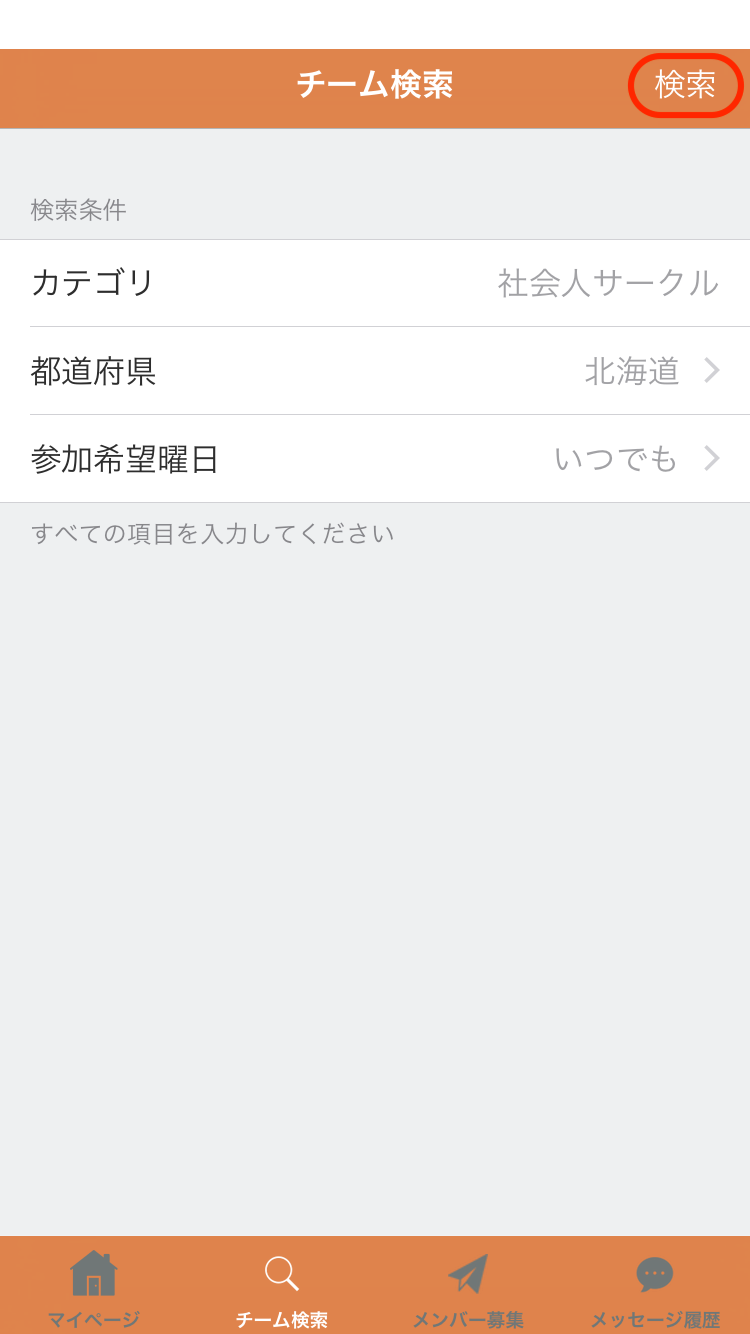 チーム検索 検索
検索条件
カテゴリ 社会人サークル
都道府県 北海道
参加希望曜日 いつでも
すべての項目を入力してください
マイページ チーム検索 メンバー募集 メッセージ履歴